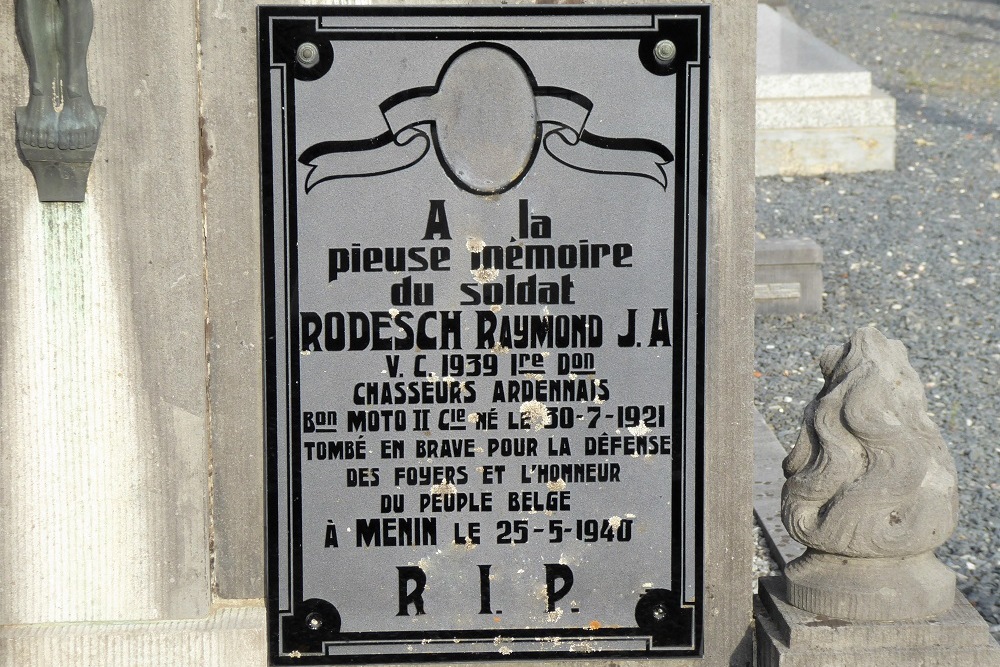 A la
pieuse mémoire
du soldat
RODESCH RAYMOND J.A
V.C. 1939 1re Don
CHASSEURS ARDENNAIS
Bon MOTO II Cie NÉ LE 30-7-1921
TOMBÉ EN BRAVE POUR LA DÉFENSE
DES FOYERS ET L'HONNEUR
DU PEUPLE BELGE
À MENIN LE 25-5-1940
R.I.P.